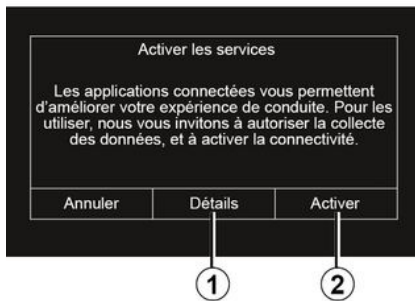 Activer les services
Les applications connectées vous permettent
d'améliorer votre expérience de conduite. Pour les
utiliser, nous vous invitons à autoriser la collecte
des données, et à activer la connectivité.
Annuler Détails Activer
1 2